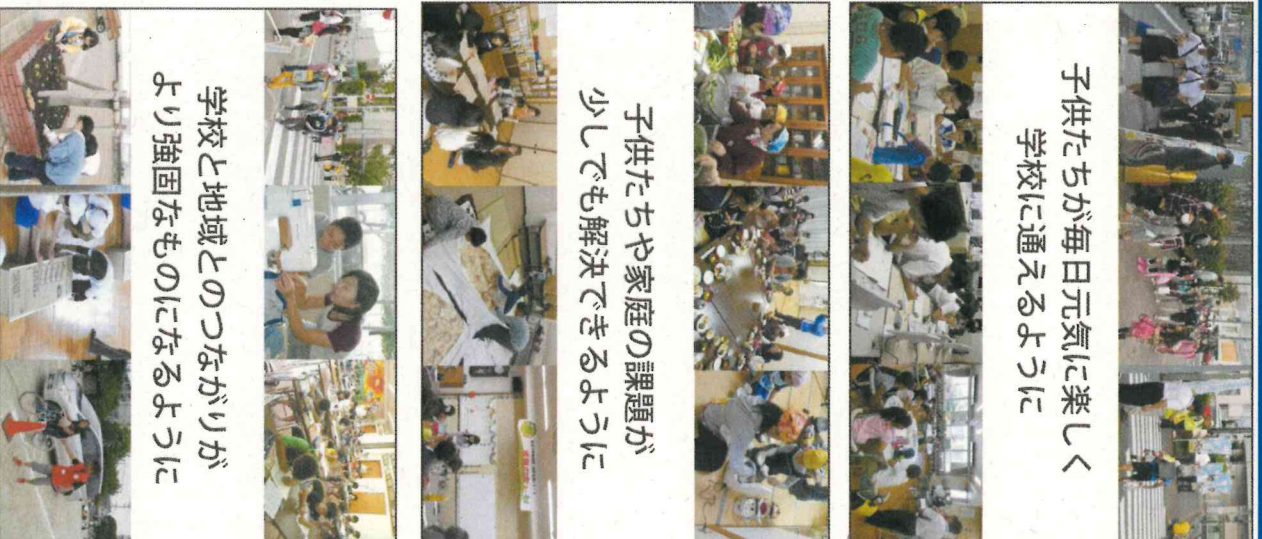 子供たちが毎日元気に楽しく
学校に通えるように
子供たちや家庭の課題が
少しでも解決できるように
学校と地域とのつながりが
より強固なものになるように